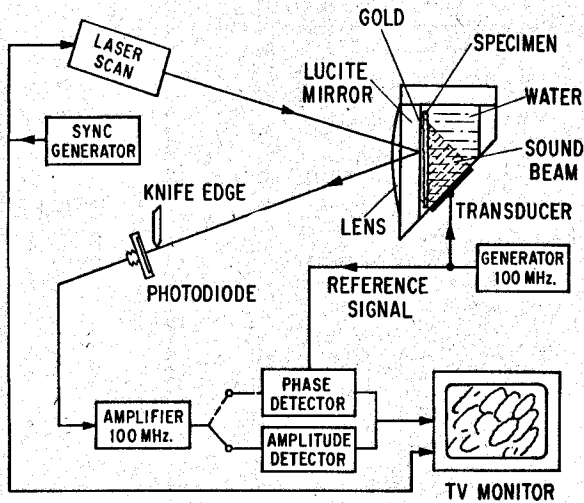 LASER
SCAN
GOLD
SPECIMEN
LUCITE
MIRROR
WATER
SYNC
GENERATOR
SOUND
BEAM
KNIFE EDGE
LENS
TRANSDUCER
PHOTODIODE
GENERATOR
100 MHz.
REFERENCE
SIGNAL
PHASE
DETECTOR
AMPLIFIER
100 MHz.
AMPLITUDE
DETECTOR
TV MONITOR